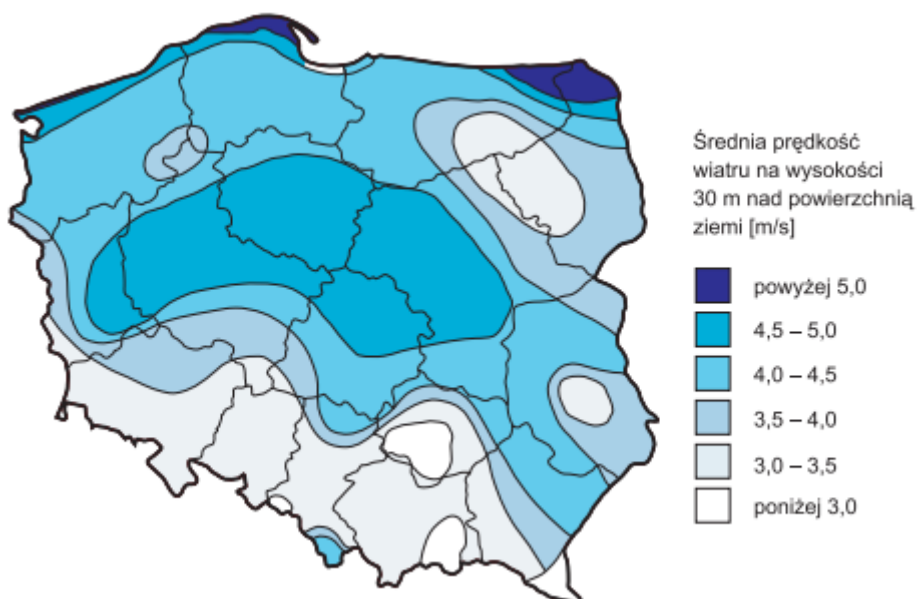 Średnia prędkość
wiatru na wysokości
30 m nad powierzchnią
ziemi [m/s]
powyżej 5,0
4,5 – 5,0
4,0 – 4,5
3,5 – 4,0
3,0 – 3,5
poniżej 3,0